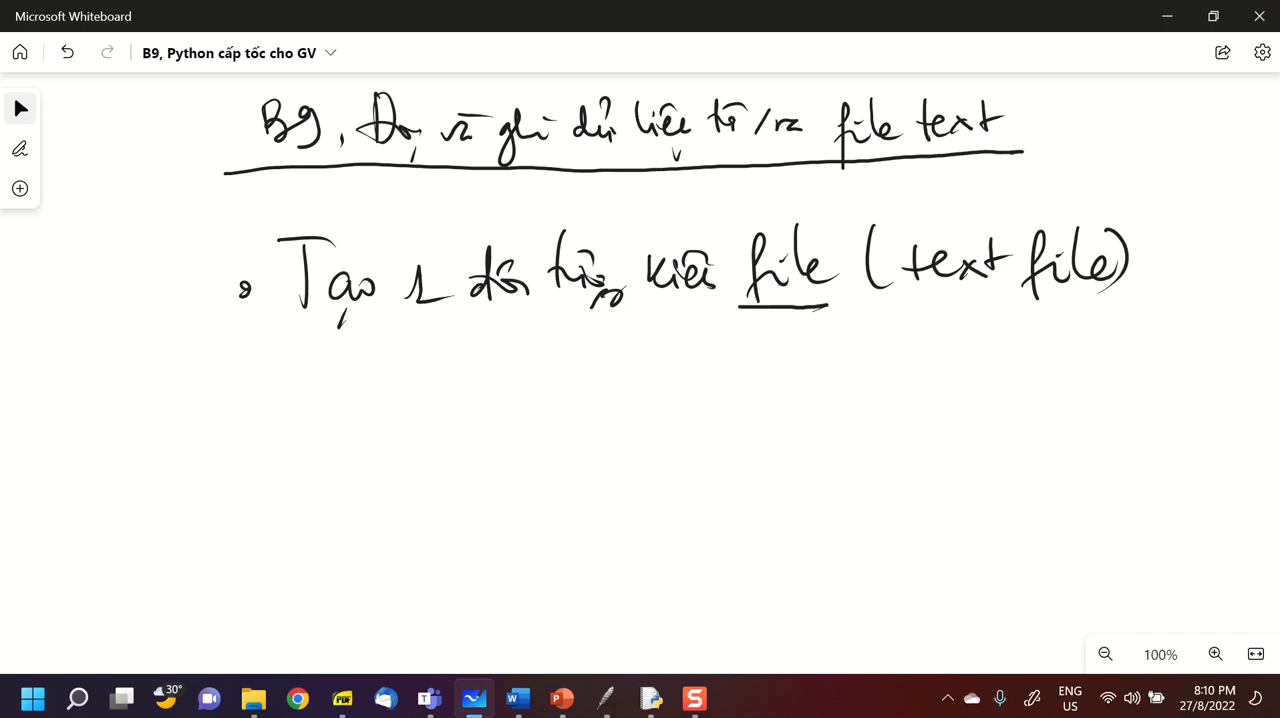 Microsoft Whiteboard
B9, Python cấp tốc cho GV
B9, Đọc và ghi dữ liệu từ/ra file text
Tạo 1 đối tượng kiểu file (text file)
100%
30°
ENG
US
8:10 PM
27/8/2022